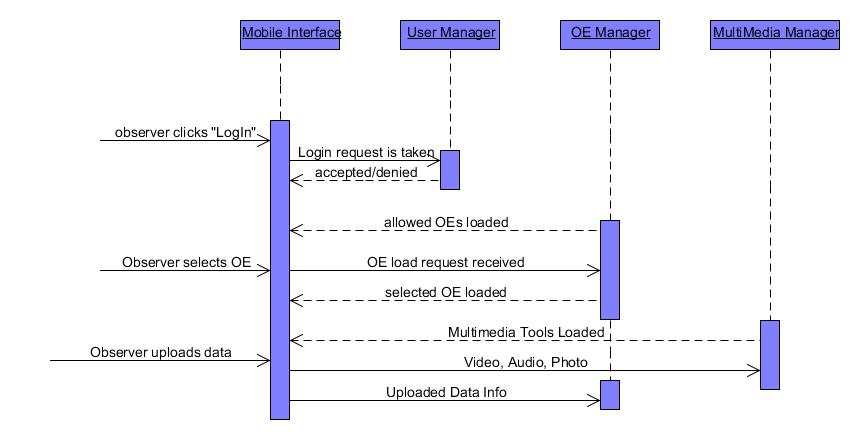 Mobile Interface
User Manager
OE Manager
MultiMedia Manager
observer clicks "LogIn"
Login request is taken
accepted/denied
allowed OEs loaded
Observer selects OE
OE load request received
selected OE loaded
Multimedia Tools Loaded
Observer uploads data
Video, Audio, Photo
Uploaded Data Info